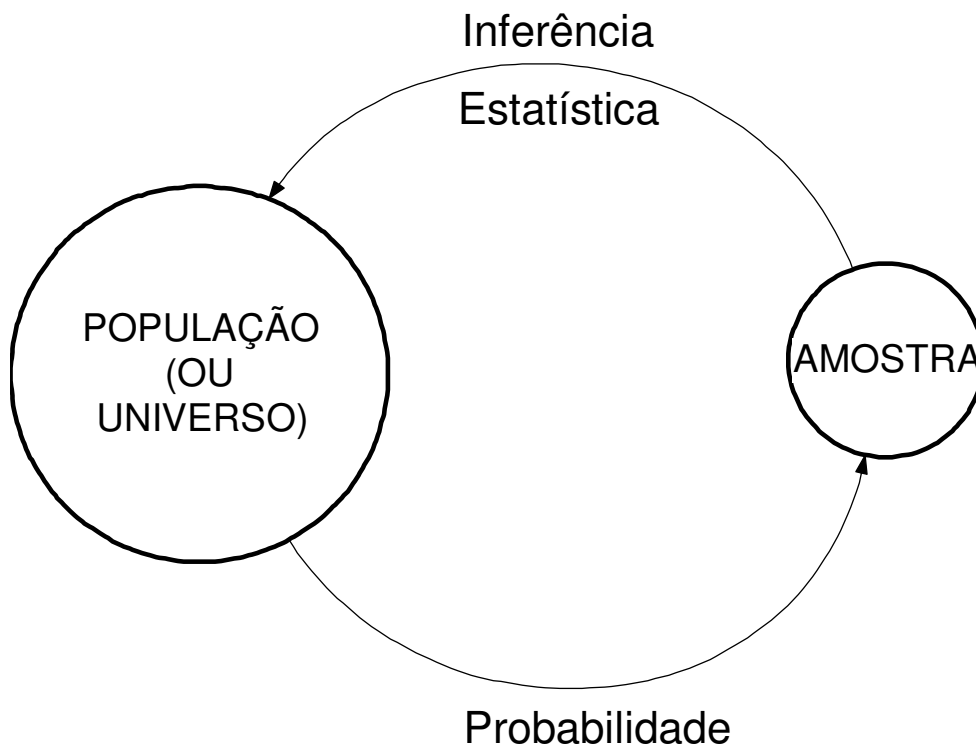 Inferência
Estatística
POPULAÇÃO
(OU
UNIVERSO)
AMOSTRA
Probabilidade